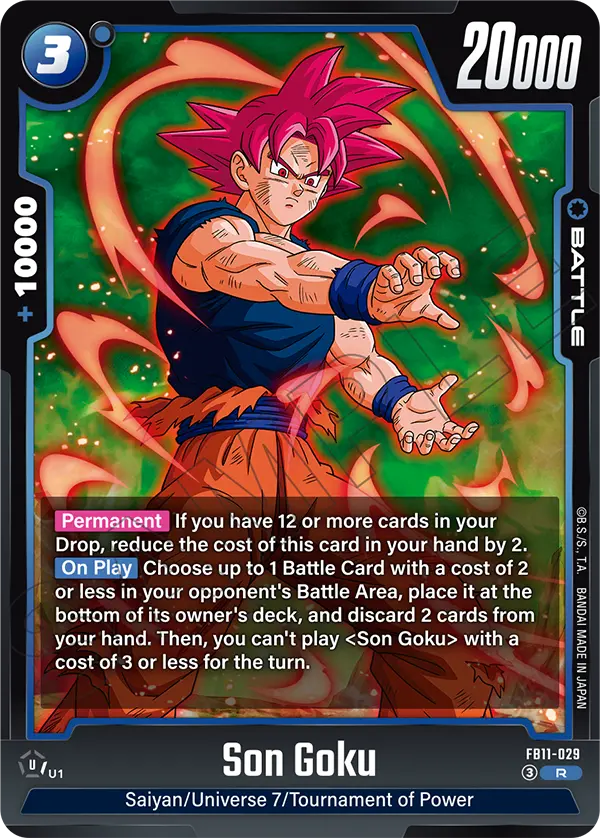 3
20000
+10000
BATTLE
Permanent If you have 12 or more cards in your
Drop, reduce the cost of this card in your hand by 2.
On Play Choose up to 1 Battle Card with a cost of 2
or less in your opponent's Battle Area, place it at the
bottom of its owner's deck, and discard 2 cards from
your hand. Then, you can't play <Son Goku> with a
cost of 3 or less for the turn.
©B.S./S., T.A. BANDAI MADE IN JAPAN
SAMPLE
U7/U1
Son Goku
FB11-029
3 R
Saiyan/Universe 7/Tournament of Power